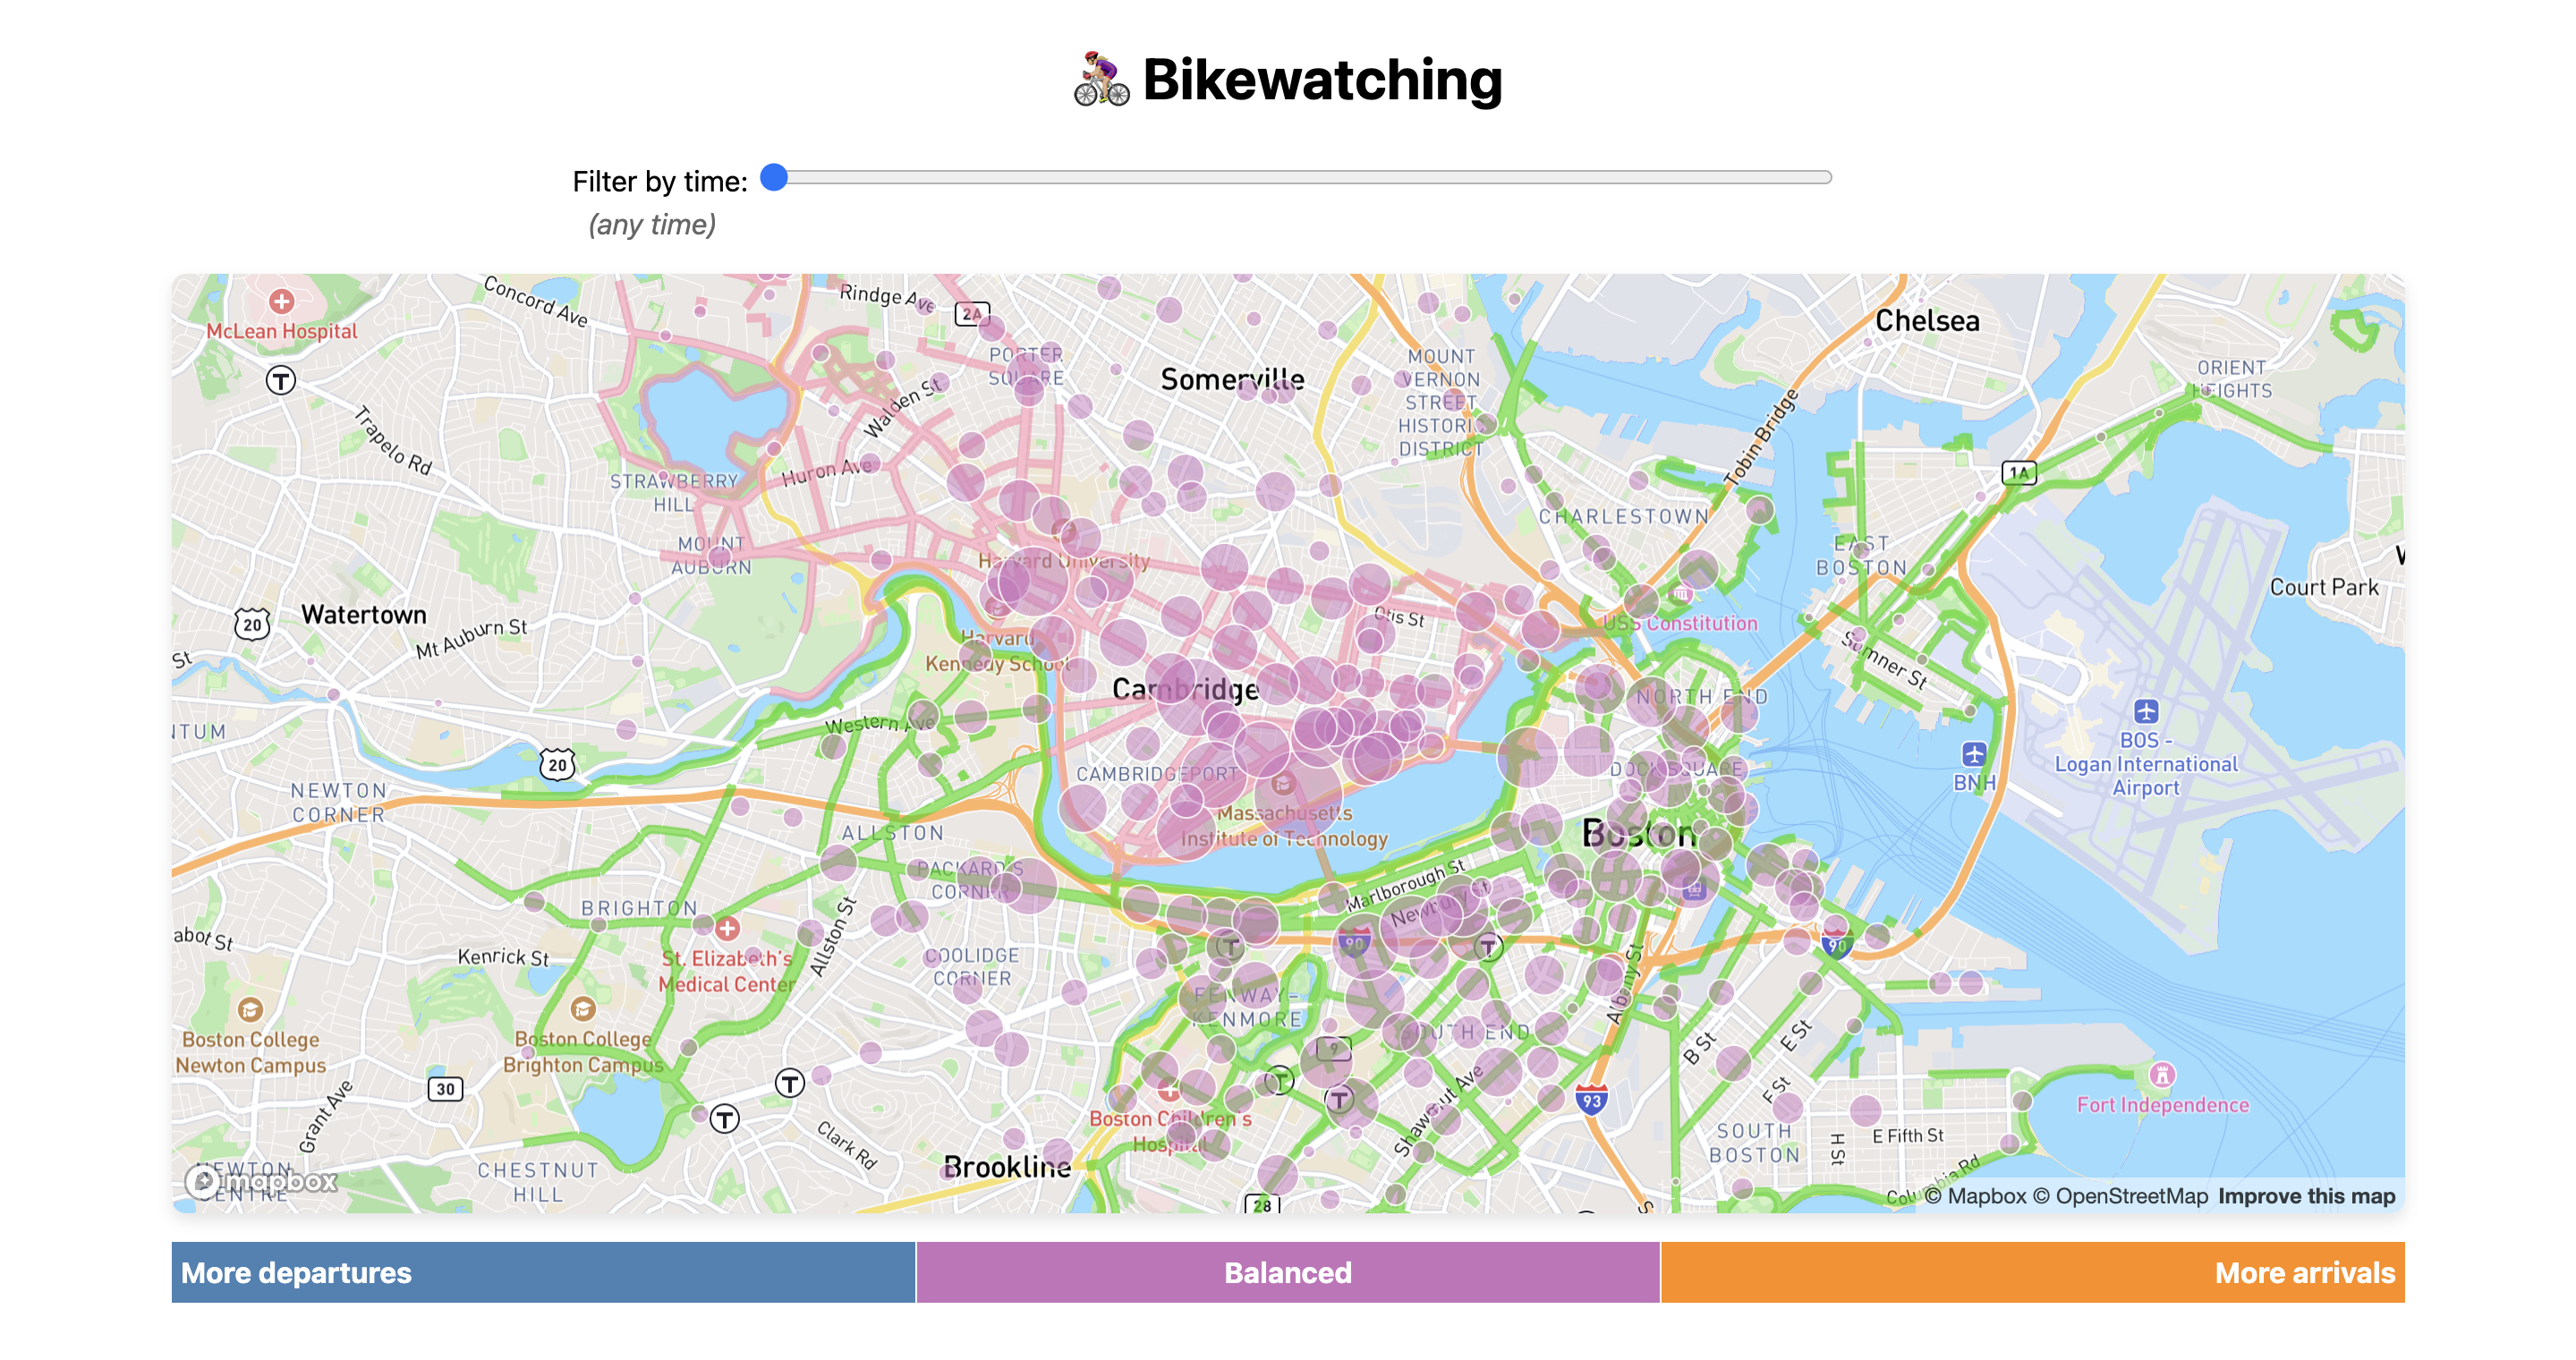 Bikewatching
Filter by time:
(any time)
Concord Ave
Rindge Ave
2A
McLean Hospital
Chelsea
PORTER
SQUARE
Somerville
MOUNT
VERNON
STREET
HISTORIC
DISTRICT
ORIENT
HEIGHTS
T
Trapelo Rd
Walden St
Tobin Bridge
Huron Ave
STRAWBERRY
HILL
1A
CHARLESTOWN
MOUNT
AUBURN
Harvard University
EAST
BOSTON
Court Park
Watertown
20
Mt Auburn St
Otis St
USS Constitution
St
Harvard
Kennedy School
Sumner St
Cambridge
NORTH END
Western Ave
NTUM
20
BOS -
Logan International
Airport
BNH
NEWTON
CORNER
CAMBRIDGEPORT
DOCK SQUARE
Massachusetts
Institute of Technology
ALLSTON
Boston
PACKARD'S
CORNER
Marlborough St
Newbury St
BRIGHTON
abot St
Kenrick St
St. Elizabeth's
Medical Center
Allston St
COOLIDGE
CORNER
T
90
T
90
Albany St
FENWAY-
KENMORE
SOUTH END
Boston College
Newton Campus
Boston College
Brighton Campus
9
B St
E St
F St
30
Grant Ave
T
T
T
T
Shawmut Ave
93
Boston Children's
Hospital
Fort Independence
Clark Rd
SOUTH
BOSTON
H St
E Fifth St
Brookline
CHESTNUT
HILL
NEWTON
CENTRE
mapbox
28
Columbia Rd
© Mapbox © OpenStreetMap Improve this map
More departures
Balanced
More arrivals